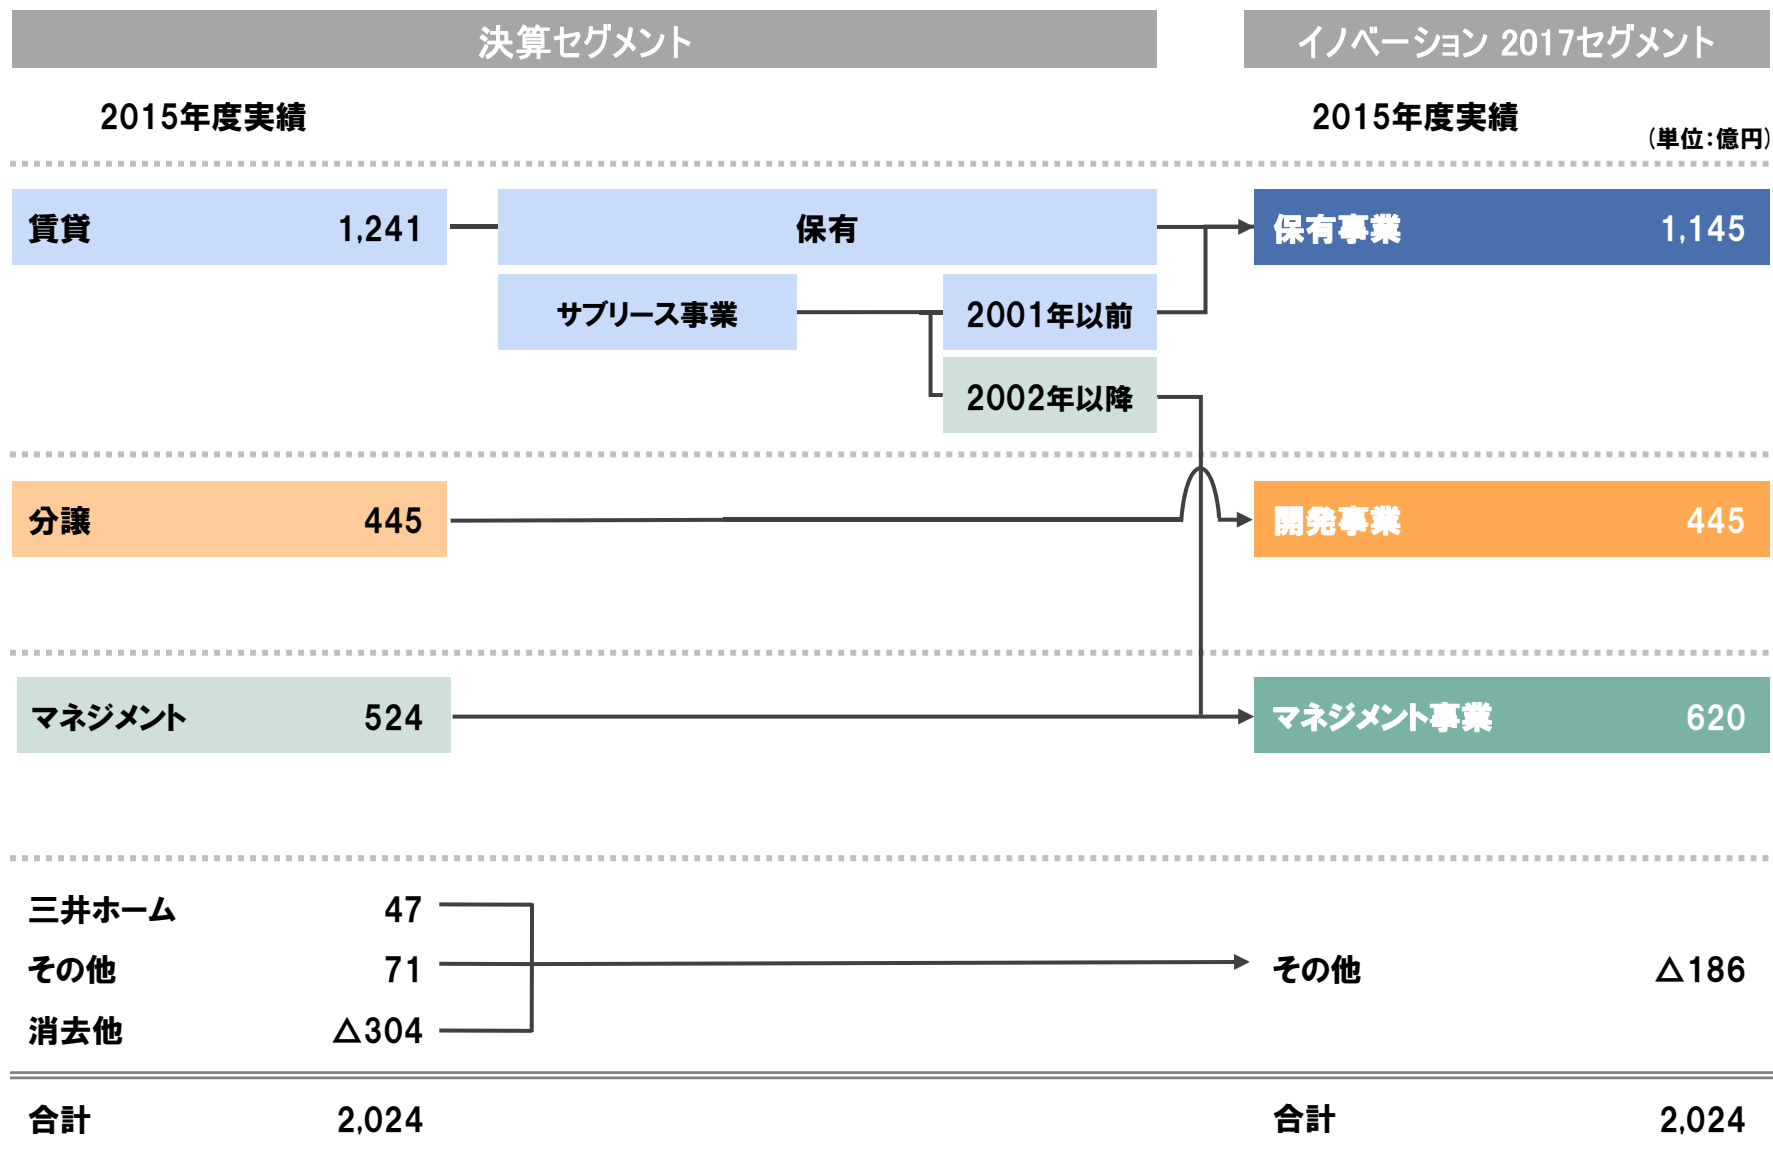 決算セグメント
イノベーション 2017セグメント
2015年度実績
2015年度実績
(単位:億円)
賃貸 1,241 保有 保有事業 1,145
サブリース事業 2001年以前
2002年以降
分譲 445 開発事業 445
マネジメント 524 マネジメント事業 620
三井ホーム 47
その他 71 その他 △186
消去他 △304
合計 2,024 合計 2,024